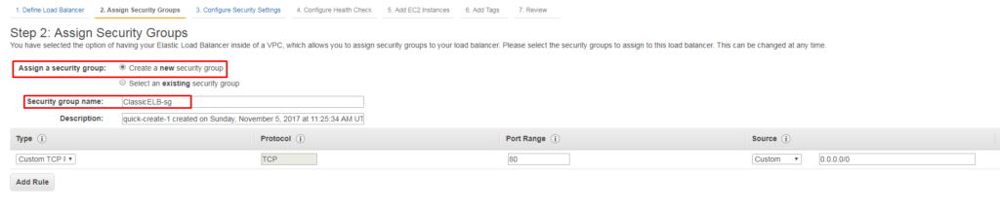 1. Define Load Balancer 2. Assign Security Groups 3. Configure Security Settings 4. Configure Health Check 5. Add EC2 Instances 6. Add Tags 7. Review
Step 2: Assign Security Groups
You have selected the option of having your Elastic Load Balancer inside of a VPC, which allows you to assign security groups to your load balancer. Please select the security groups to assign to this load balancer. This can be changed at any time.
Assign a security group: Create a new security group
Select an existing security group
Security group name: ClassicELB-sg
Description: quick-create-1 created on Sunday, November 5, 2017 at 11:25:34 AM UT
Type Protocol Port Range Source
Custom TCP TCP 80 Custom 0.0.0.0/0
Add Rule